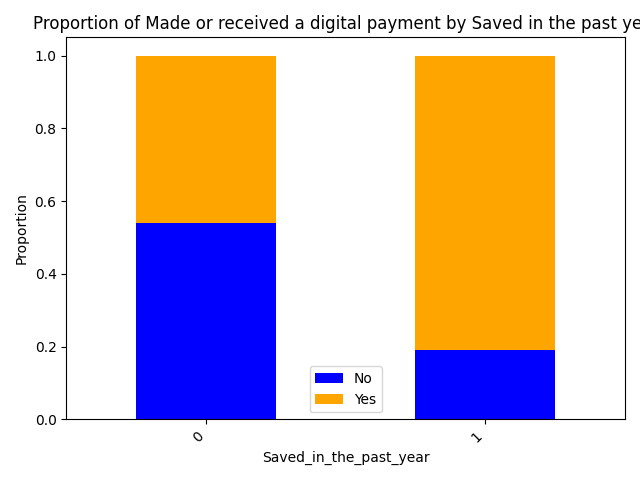 Proportion of Made or received a digital payment by Saved in the past ye
1.0
0.8
0.6
0.4
0.2
0.0
Proportion
No
Yes
0
1
Saved_in_the_past_year